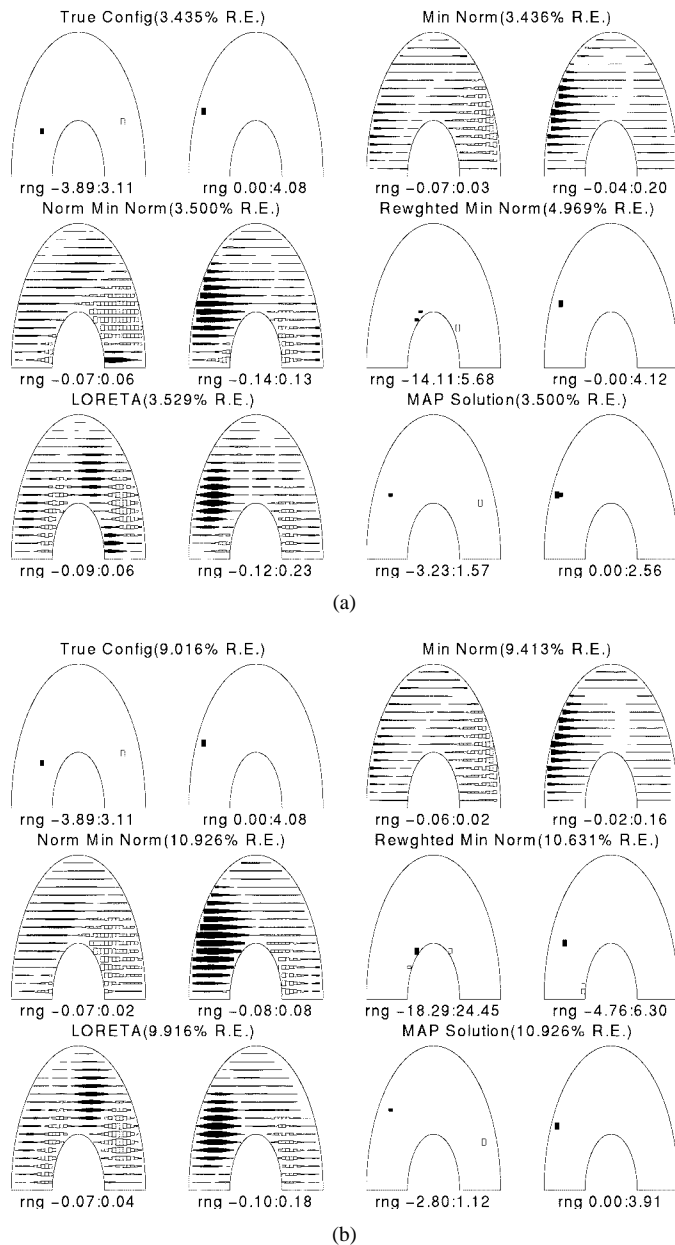 True Config(3.435% R.E.) Min Norm(3.436% R.E.)
rng −3.89:3.11 rng 0.00:4.08 rng −0.07:0.03 rng −0.04:0.20
Norm Min Norm(3.500% R.E.) Rewghted Min Norm(4.969% R.E.)
rng −0.07:0.06 rng −0.14:0.13 rng −14.11:5.68 rng −0.00:4.12
LORETA(3.529% R.E.) MAP Solution(3.500% R.E.)
rng −0.09:0.06 rng −0.12:0.23 rng −3.23:1.57 rng 0.00:2.56
(a)
True Config(9.016% R.E.) Min Norm(9.413% R.E.)
rng −3.89:3.11 rng 0.00:4.08 rng −0.06:0.02 rng −0.02:0.16
Norm Min Norm(10.926% R.E.) Rewghted Min Norm(10.631% R.E.)
rng −0.07:0.02 rng −0.08:0.08 rng −18.29:24.45 rng −4.76:6.30
LORETA(9.916% R.E.) MAP Solution(10.926% R.E.)
rng −0.07:0.04 rng −0.10:0.18 rng −2.80:1.12 rng 0.00:3.91
(b)